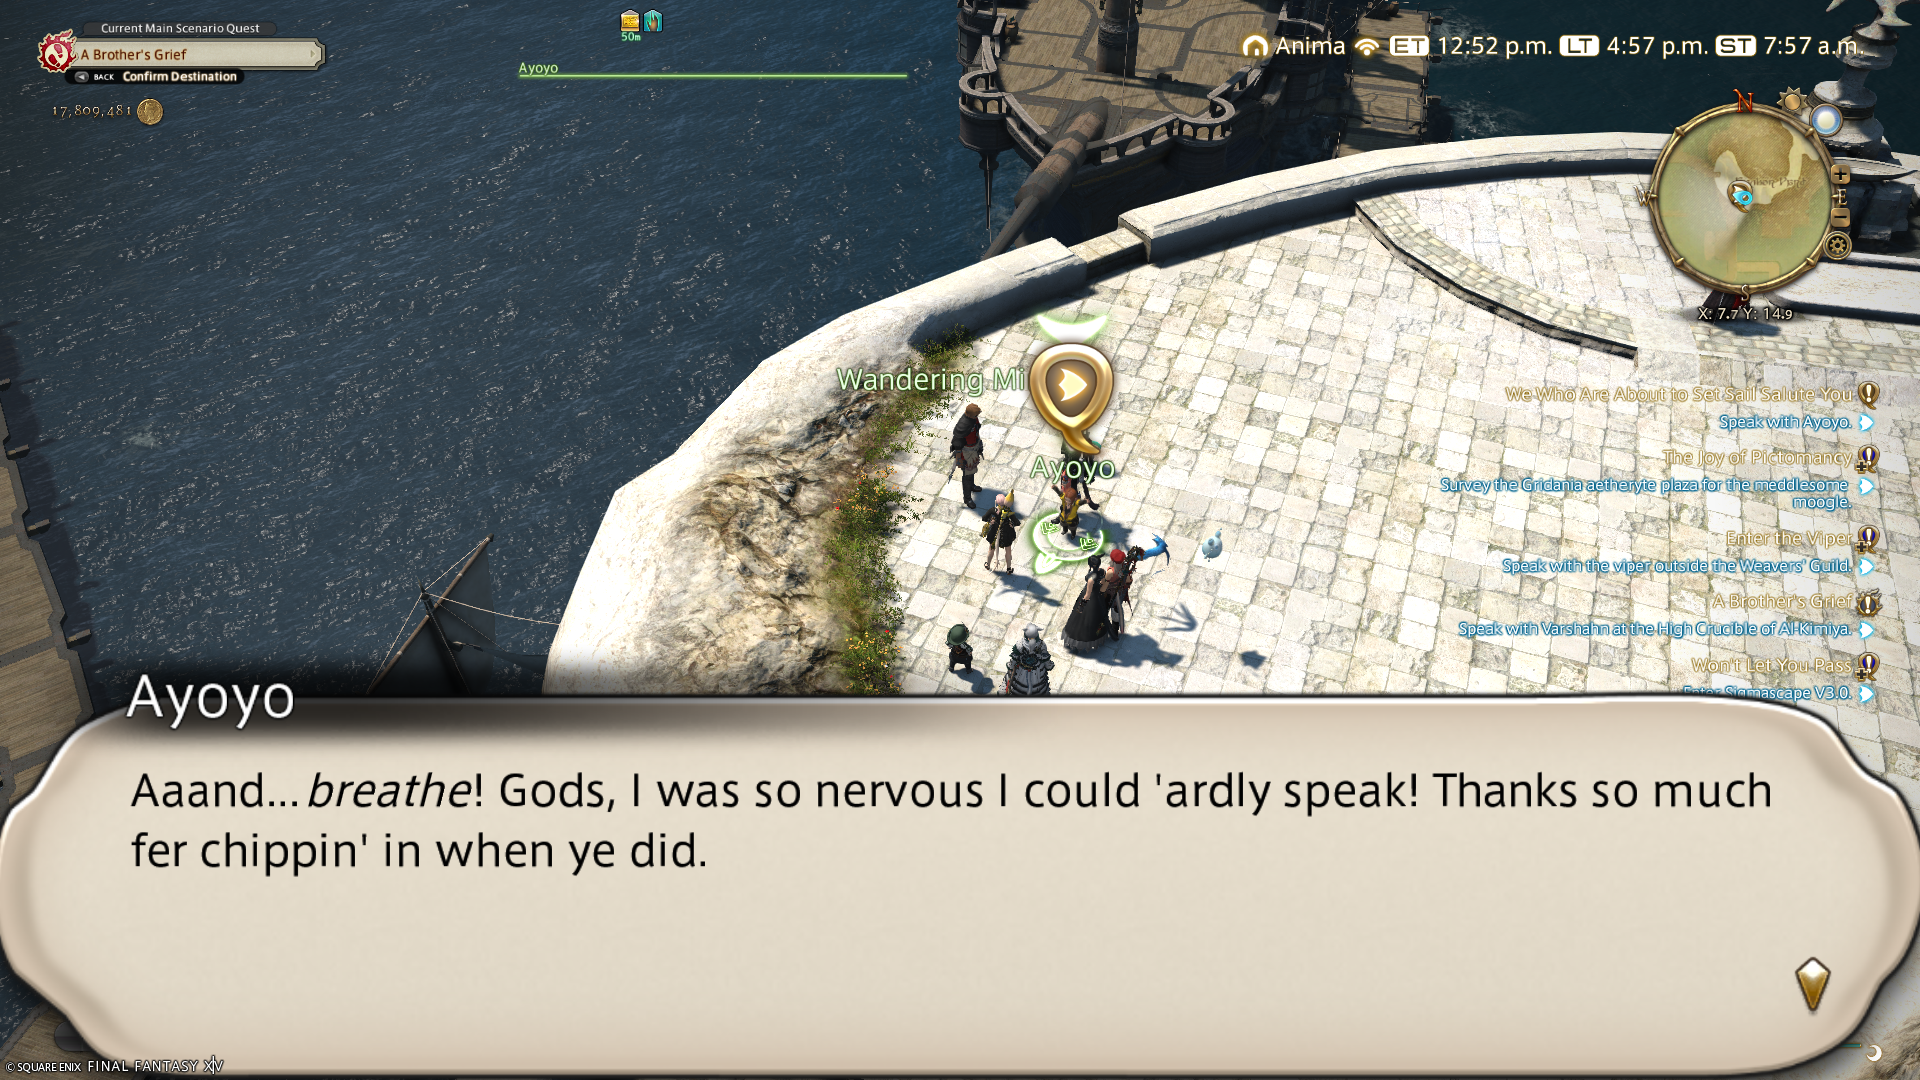 Current Main Scenario Quest
A Brother's Grief
BACK Confirm Destination
17,809,481
50m
Ayoyo
Anima ET 12:52 p.m. LT 4:57 p.m. ST 7:57 a.m.
N
W
E
S
X: 7.7 Y: 14.9
Wandering Mi
Ayoyo
We Who Are About to Set Sail Salute You
Speak with Ayoyo.
The Joy of Pictomancy
Survey the Gridania aetheryte plaza for the meddlesome
moogle.
Enter the Viper
Speak with the viper outside the Weavers' Guild.
A Brother's Grief
Speak with Varshahn at the High Crucible of Al-Kimiya.
Won't Let You Pass
Enter Sigmascape V3.0.
Ayoyo
Aaand... breathe! Gods, I was so nervous I could 'ardly speak! Thanks so much
fer chippin' in when ye did.
© SQUARE ENIX FINAL FANTASY XIV